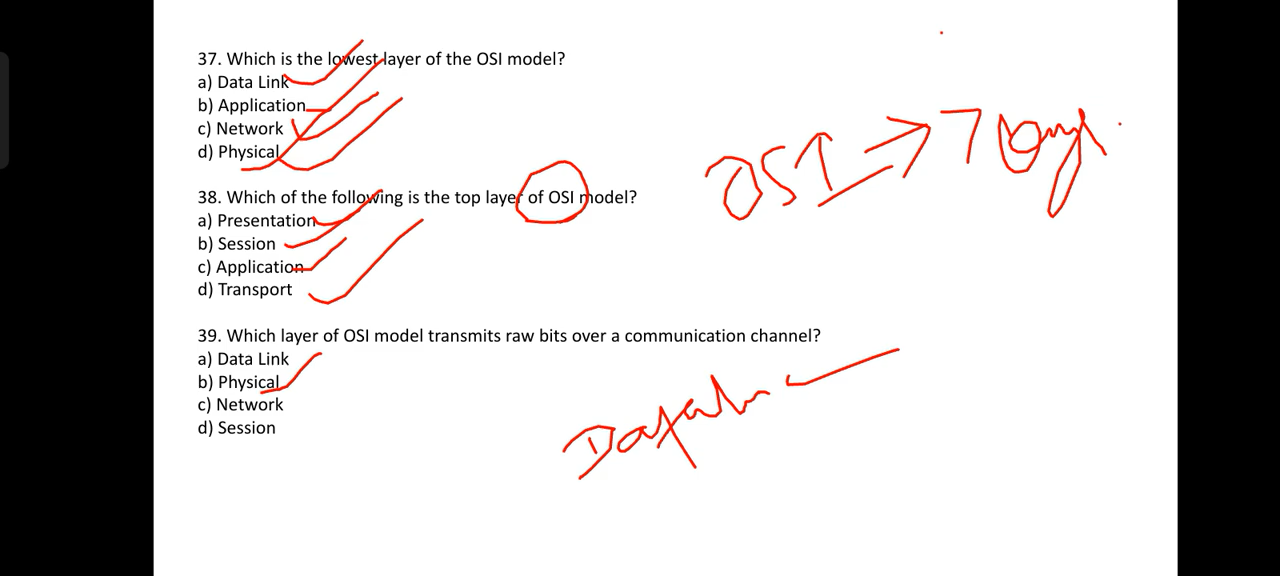 37. Which is the lowest layer of the OSI model?
a) Data Link
b) Application
c) Network
d) Physical
OSI ⇒ 7
38. Which of the following is the top layer of OSI model?
a) Presentation
b) Session
c) Application
d) Transport
39. Which layer of OSI model transmits raw bits over a communication channel?
a) Data Link
b) Physical
c) Network
d) Session